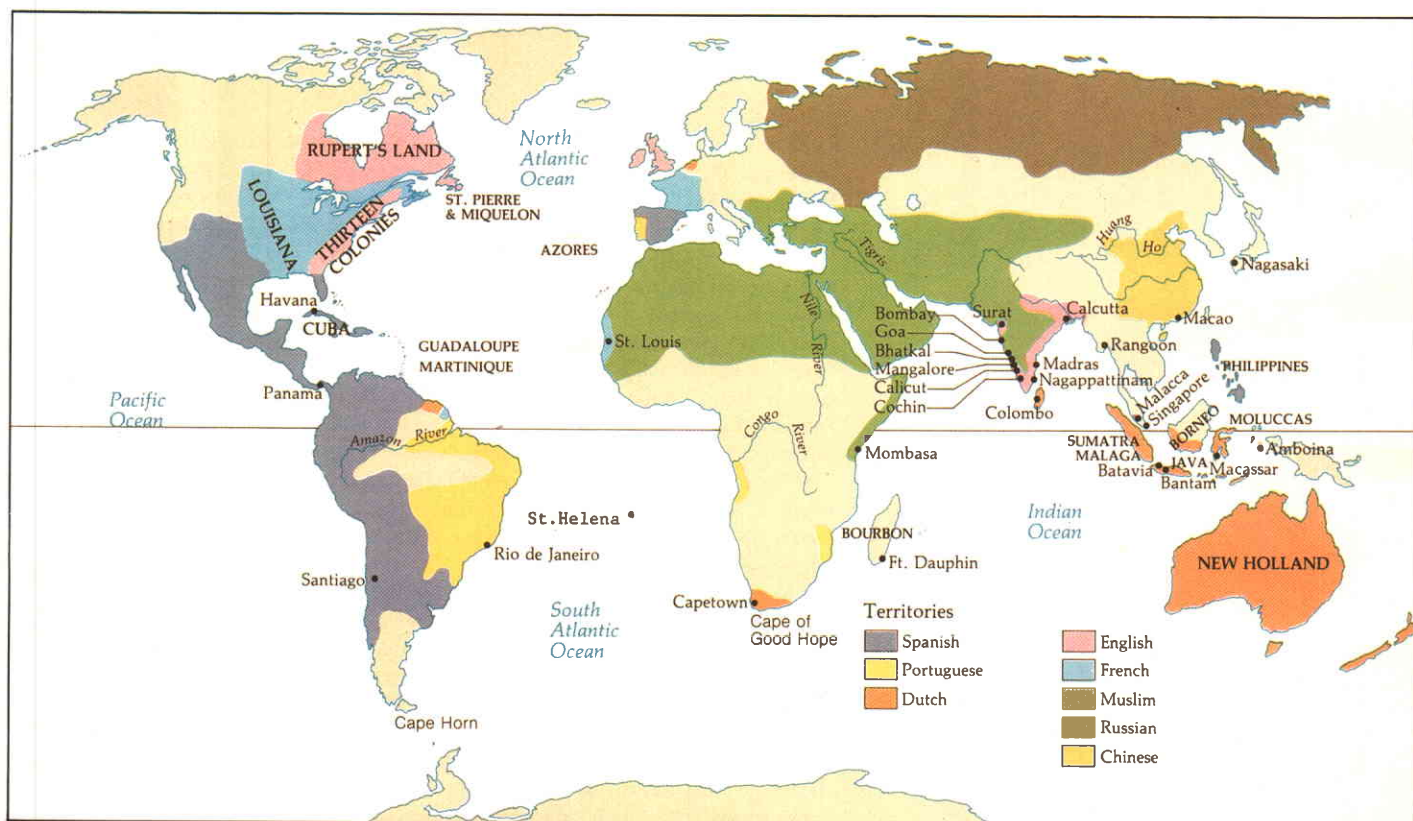 RUPERT'S LAND
North
Atlantic
Ocean
LOUISIANA
THIRTEEN
COLONIES
ST. PIERRE
& MIQUELON
AZORES
Tigris
Huang
Ho
Nagasaki
Havana
CUBA
Nile
River
Bombay
Surat
Calcutta
Goa
Macao
St. Louis
Bhatkal
Rangoon
GUADALOUPE
MARTINIQUE
Mangalore
Madras
PHILIPPINES
Calicut
Nagappattinam
Panama
Cochin
Colombo
Malacca
Singapore
Pacific
Ocean
Amazon
River
Congo
River
BORNEO
MOLUCCAS
Mombasa
SUMATRA
MALAGA
Amboina
Batavia
JAVA
Macassar
Bantam
St.Helena
Indian
Ocean
Rio de Janeiro
BOURBON
Ft. Dauphin
NEW HOLLAND
Santiago
Capetown
South
Atlantic
Ocean
Cape of
Good Hope
Cape Horn
Territories
Spanish
Portuguese
Dutch
English
French
Muslim
Russian
Chinese